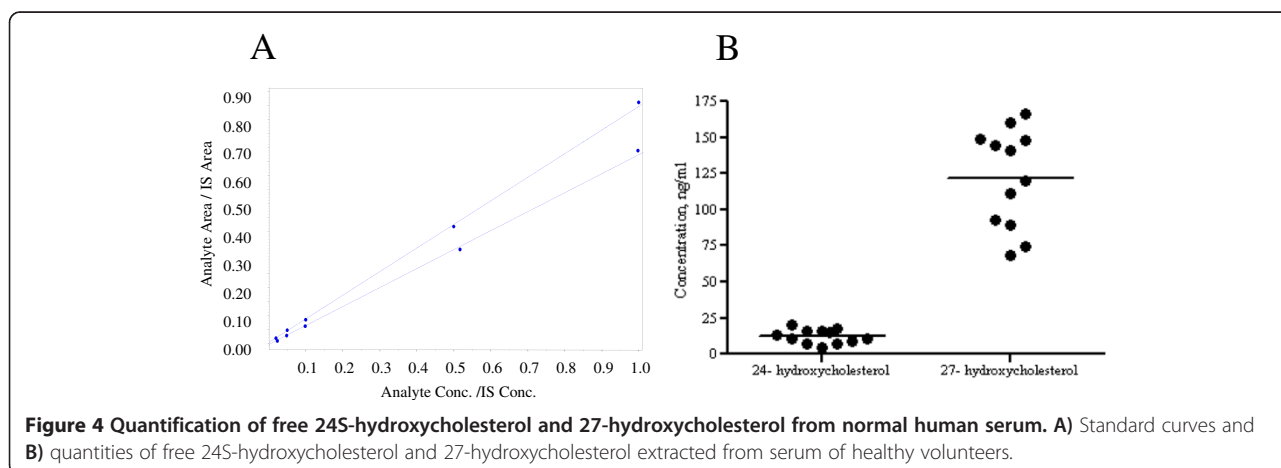 A
B
0.90
0.80
0.70
0.60
0.50
0.40
0.30
0.20
0.10
0.00
Analyte Area / IS Area
0.1 0.2 0.3 0.4 0.5 0.6 0.7 0.8 0.9 1.0
Analyte Conc. /IS Conc.
175
150
125
100
75
50
25
0
Concentration, ng/ml
24- hydroxycholesterol 27- hydroxycholesterol
Figure 4 Quantification of free 24S-hydroxycholesterol and 27-hydroxycholesterol from normal human serum. A) Standard curves and
B) quantities of free 24S-hydroxycholesterol and 27-hydroxycholesterol extracted from serum of healthy volunteers.